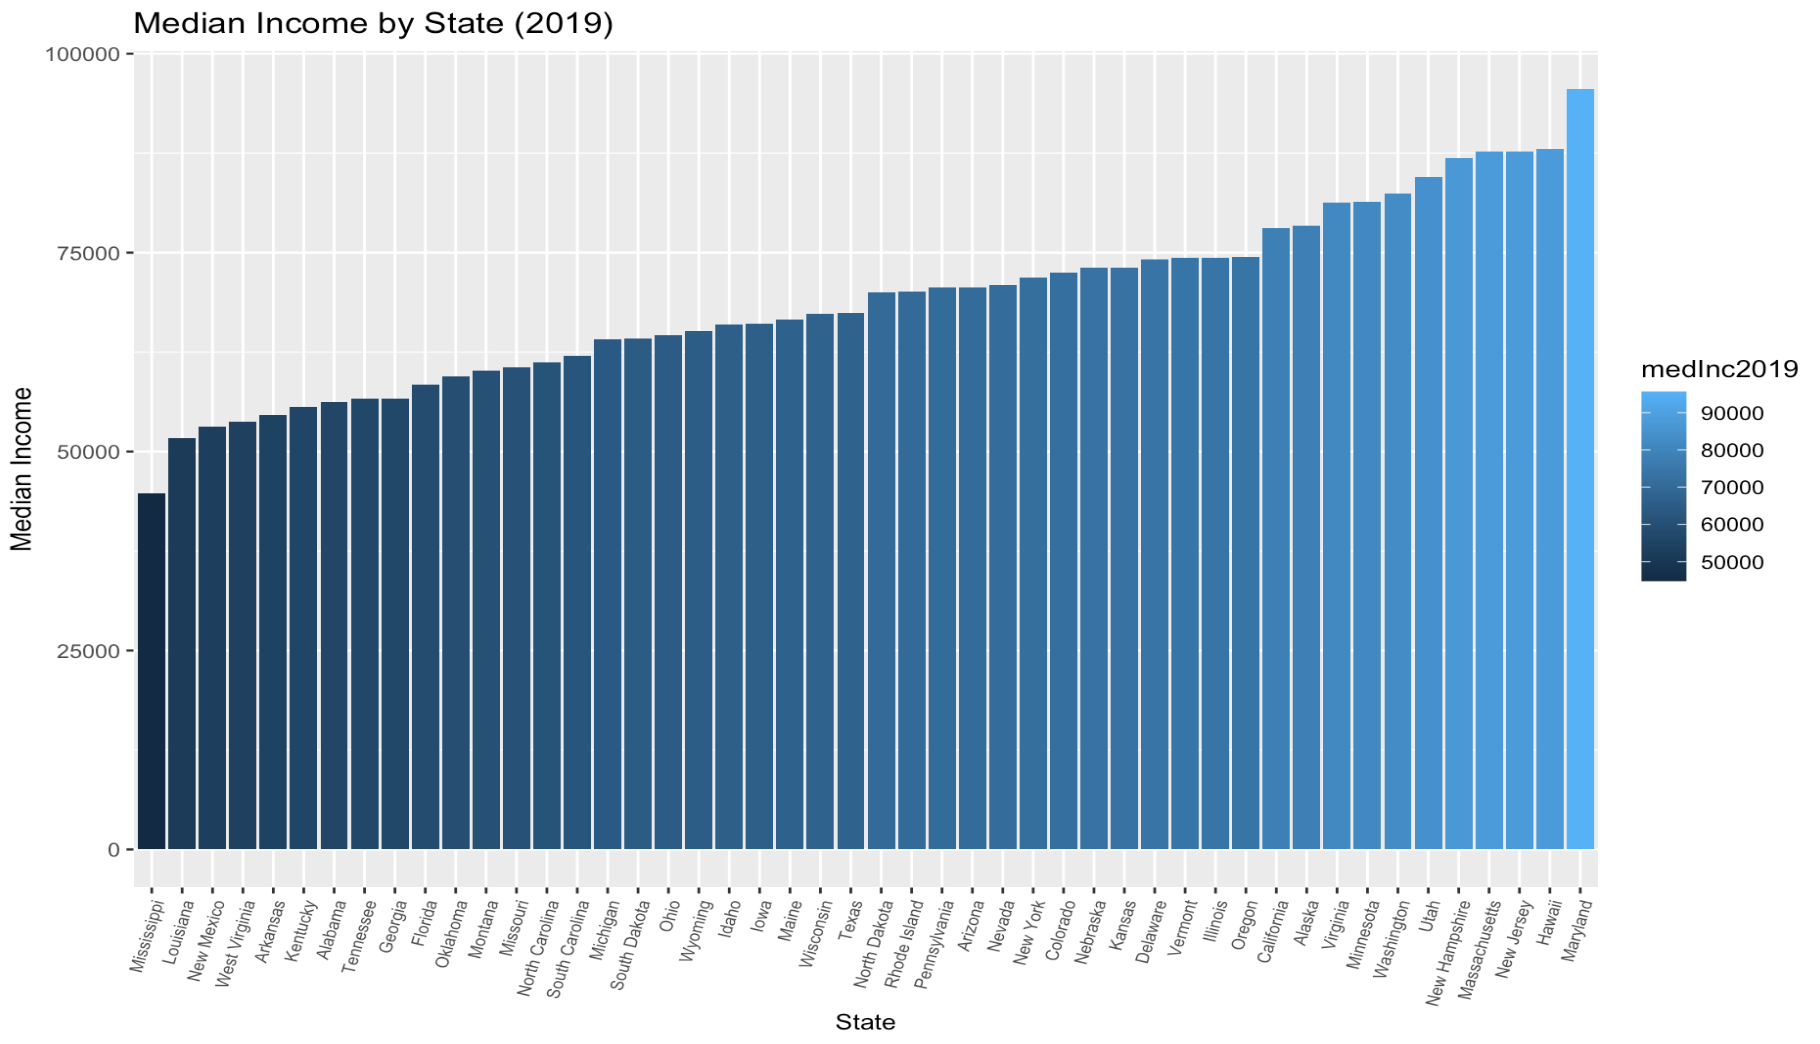 Median Income by State (2019)
100000
75000
50000
25000
0
Median Income
Mississippi
Louisiana
New Mexico
West Virginia
Arkansas
Kentucky
Alabama
Tennessee
Georgia
Florida
Oklahoma
Montana
Missouri
North Carolina
South Carolina
Michigan
South Dakota
Ohio
Wyoming
Idaho
Iowa
Maine
Wisconsin
Texas
North Dakota
Rhode Island
Pennsylvania
Arizona
Nevada
New York
Colorado
Nebraska
Kansas
Delaware
Vermont
Illinois
Oregon
California
Alaska
Virginia
Minnesota
Washington
Utah
New Hampshire
Massachusetts
New Jersey
Hawaii
Maryland
State
medInc2019
90000
80000
70000
60000
50000